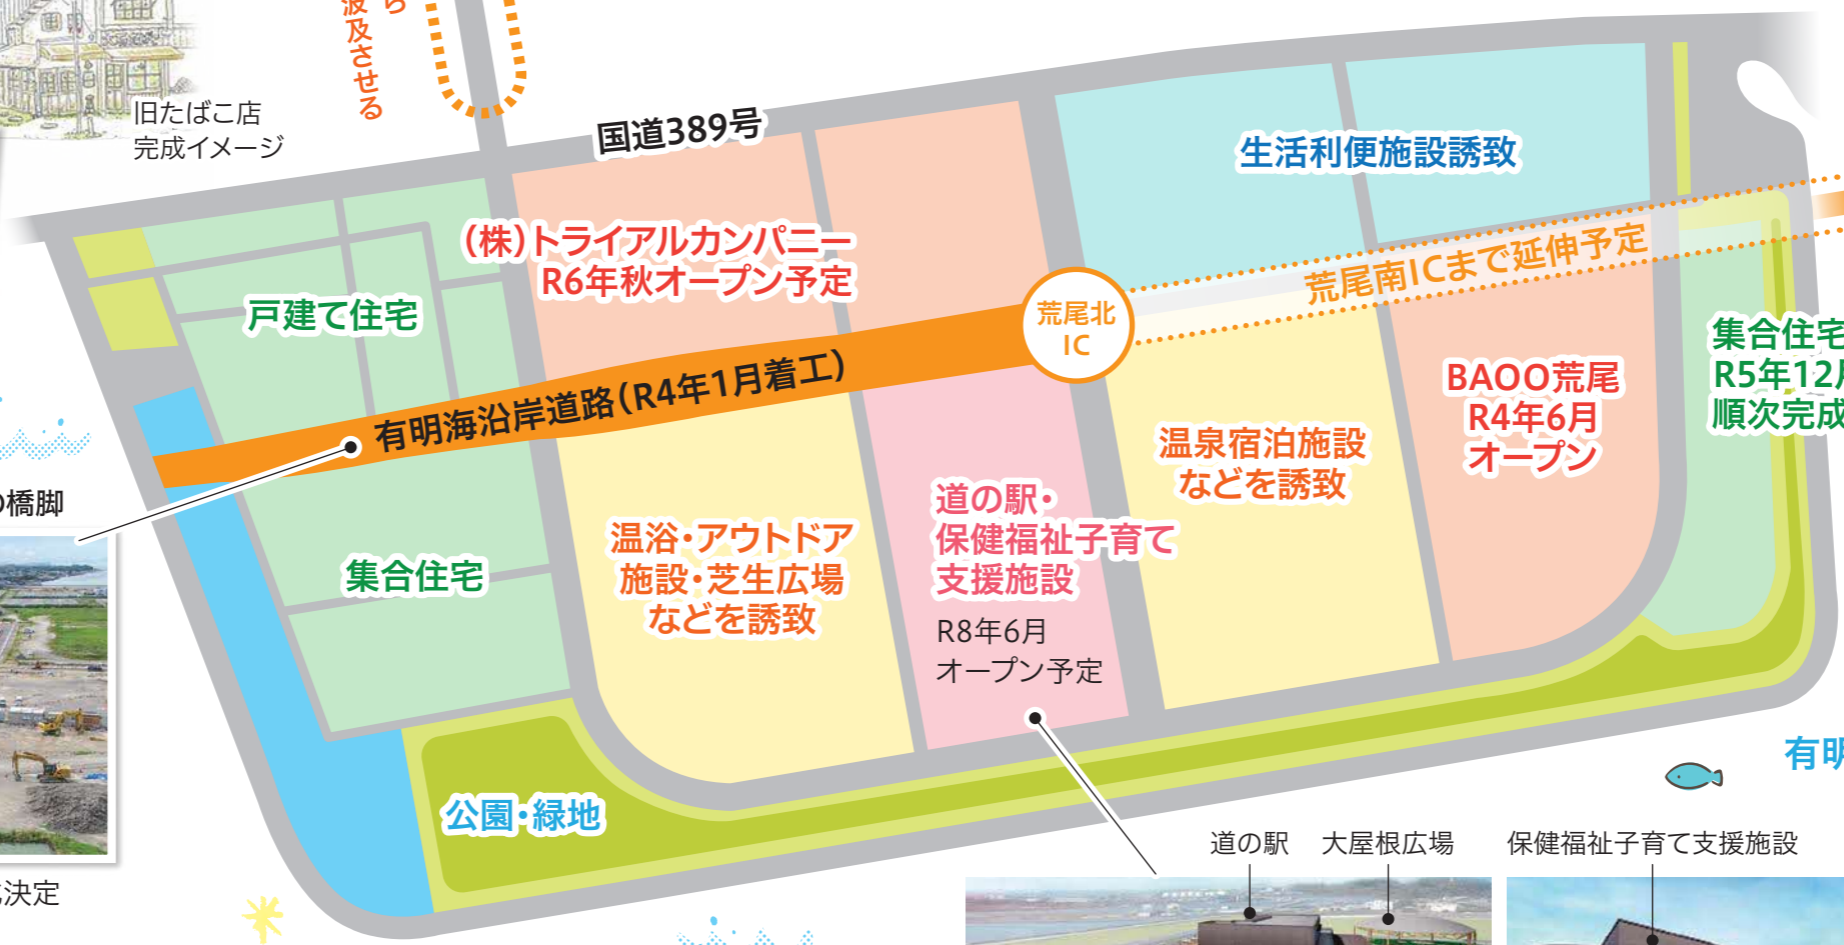 ら
波及させる
旧たばこ店
完成イメージ
国道389号
生活利便施設誘致
(株)トライアルカンパニー
R6年秋オープン予定
戸建て住宅
荒尾北
IC
荒尾南ICまで延伸予定
有明海沿岸道路(R4年1月着工)
集合住宅
R5年12月
順次完成
BAOO荒尾
R4年6月
オープン
温泉宿泊施設
などを誘致
の橋脚
道の駅・
保健福祉子育て
支援施設
R8年6月
オープン予定
温浴・アウトドア
施設・芝生広場
などを誘致
集合住宅
公園・緑地
有明
道の駅
大屋根広場
保健福祉子育て支援施設
決定